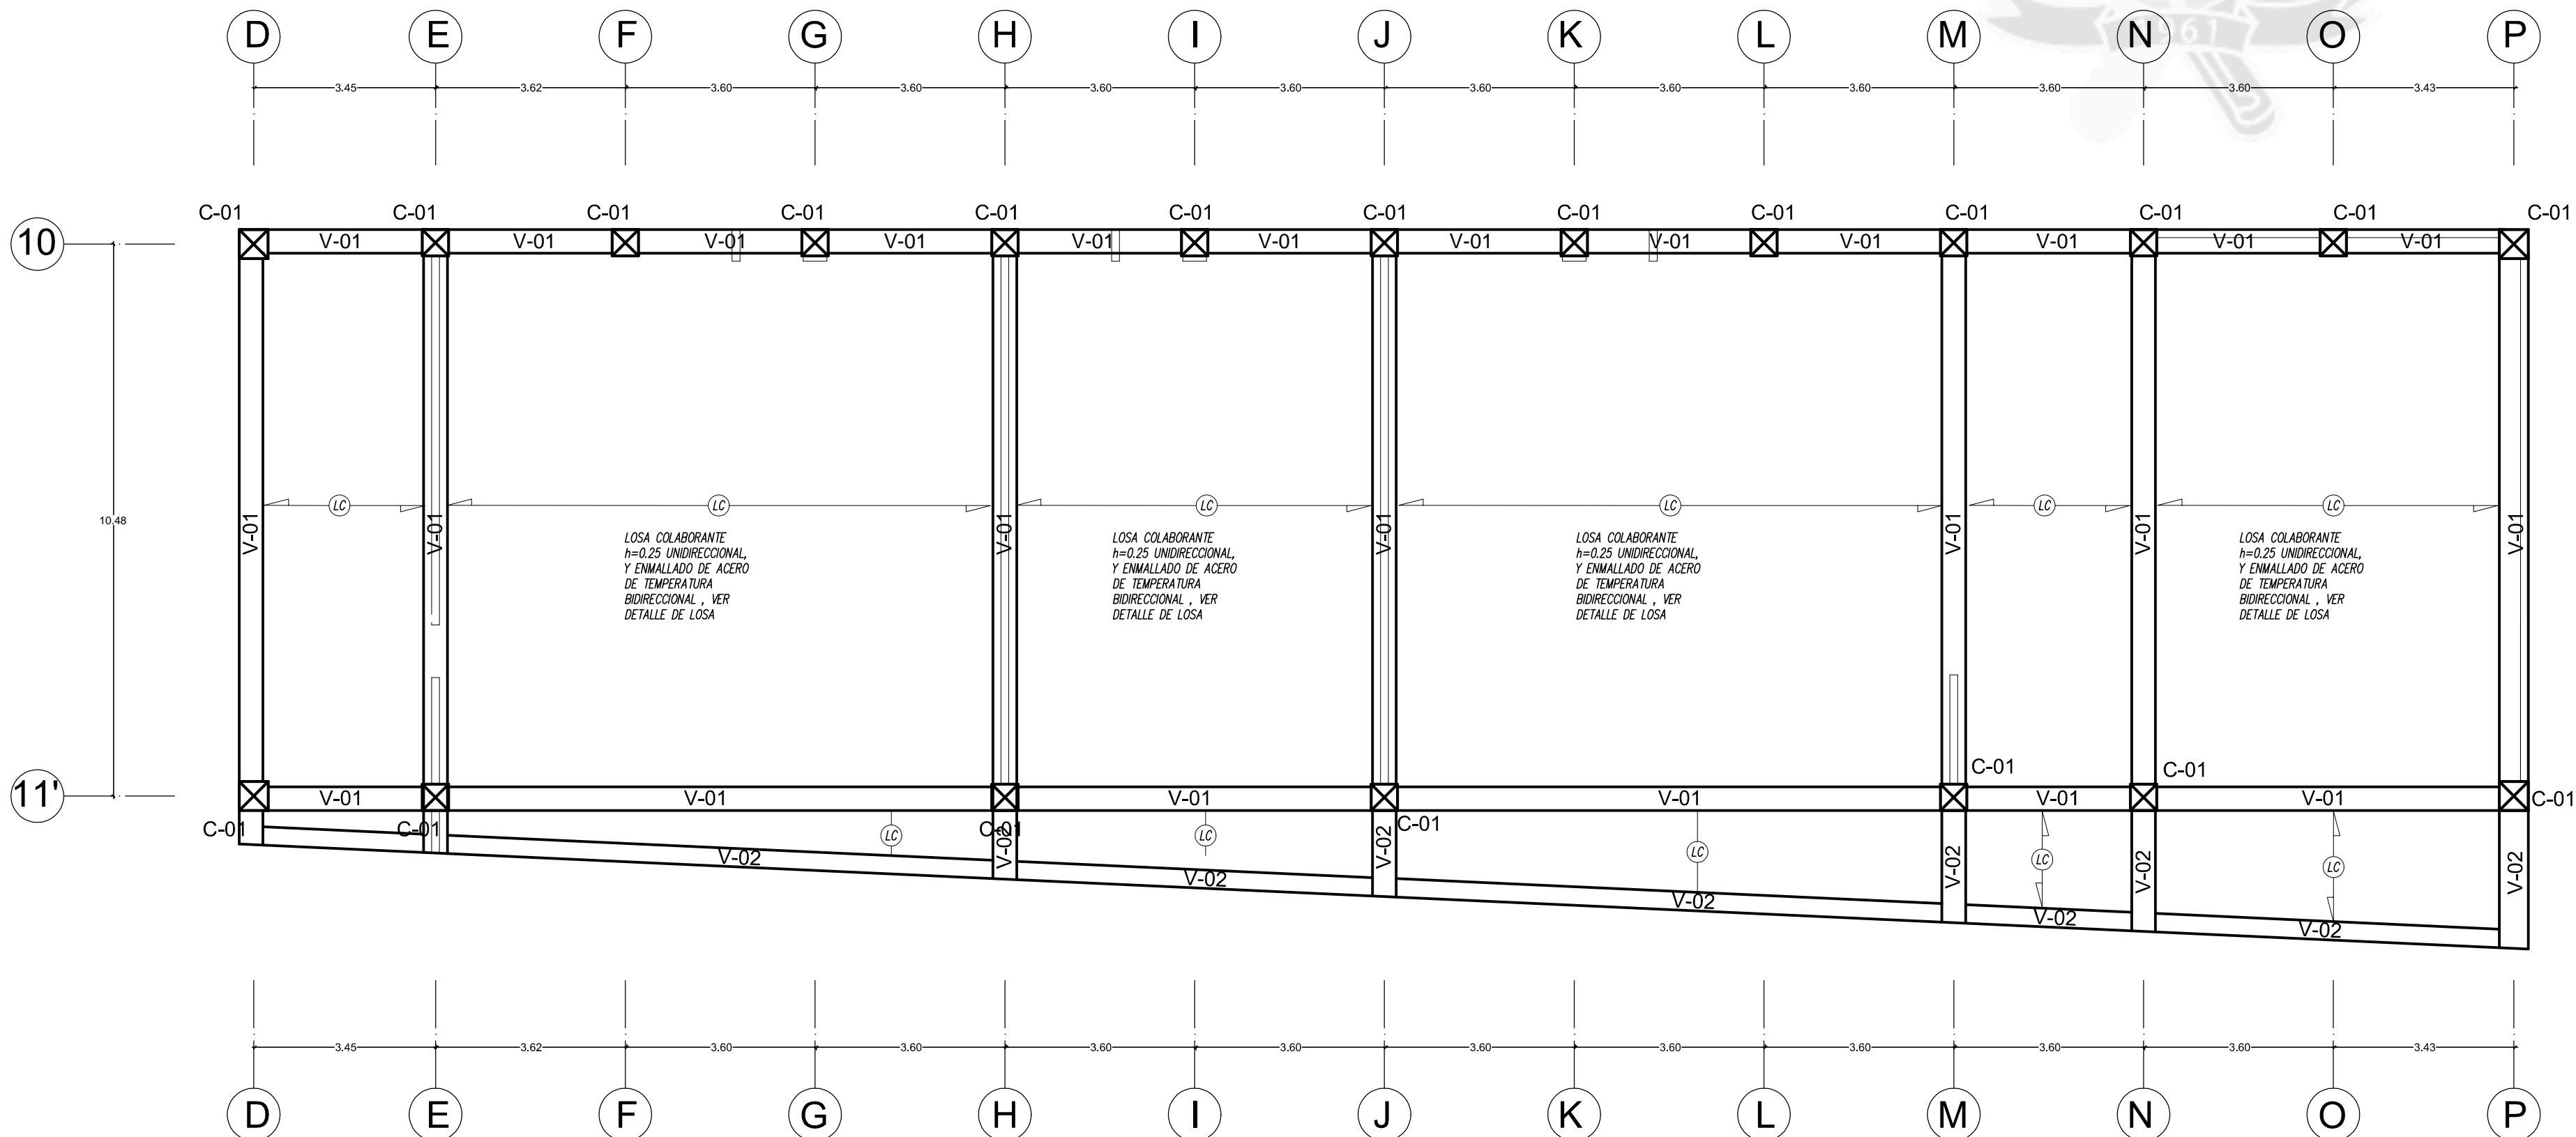 D E F G H I J K L M N O P
961
3.45 3.62 3.60 3.60 3.60 3.60 3.60 3.60 3.60 3.60 3.60 3.43
C-01 C-01 C-01 C-01 C-01 C-01 C-01 C-01 C-01 C-01 C-01 C-01 C-01
10
V-01 V-01 V-01 V-01 V-01 V-01 V-01 V-01 V-01 V-01 V-01 V-01
LC LC LC LC LC LC
10.48
V-01 V-01 V-01 V-01 V-01 V-01 V-01
LOSA COLABORANTE
h=0.25 UNIDIRECCIONAL,
Y ENMALLADO DE ACERO
DE TEMPERATURA
BIDIRECCIONAL , VER
DETALLE DE LOSA
LOSA COLABORANTE
h=0.25 UNIDIRECCIONAL,
Y ENMALLADO DE ACERO
DE TEMPERATURA
BIDIRECCIONAL , VER
DETALLE DE LOSA
LOSA COLABORANTE
h=0.25 UNIDIRECCIONAL,
Y ENMALLADO DE ACERO
DE TEMPERATURA
BIDIRECCIONAL , VER
DETALLE DE LOSA
LOSA COLABORANTE
h=0.25 UNIDIRECCIONAL,
Y ENMALLADO DE ACERO
DE TEMPERATURA
BIDIRECCIONAL , VER
DETALLE DE LOSA
C-01 C-01
11'
V-01 V-01 V-01 V-01 V-01 V-01 C-01
C-01 C-01 C-01 C-01
LC LC LC LC LC
V-02 V-02 V-02 V-02 V-02
V-02 V-02 V-02 V-02 V-02
3.45 3.62 3.60 3.60 3.60 3.60 3.60 3.60 3.60 3.60 3.60 3.43
D E F G H I J K L M N O P